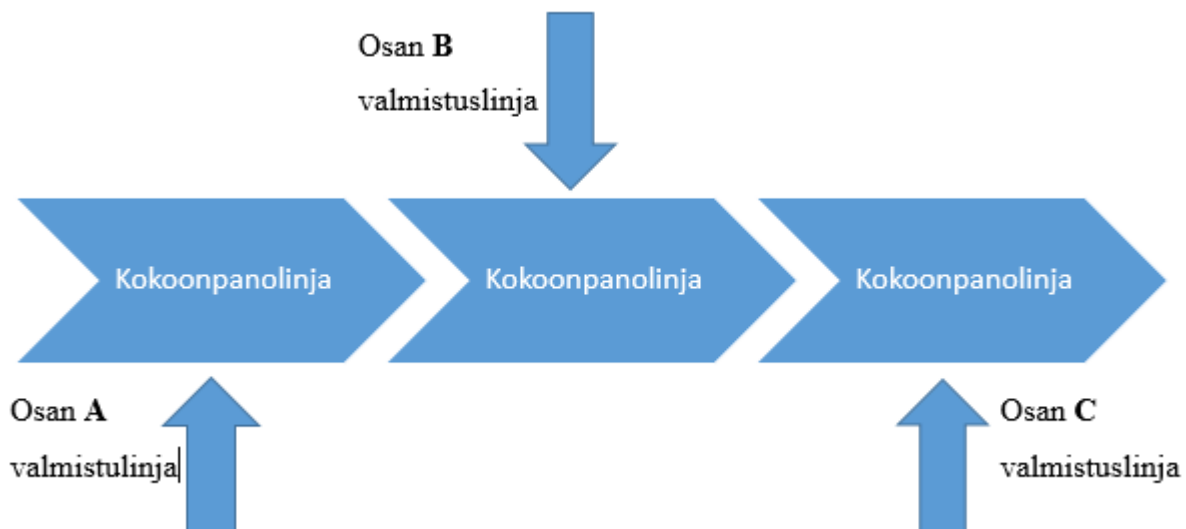 Osan B
valmistuslinja
Kokoonpanolinja
Kokoonpanolinja
Kokoonpanolinja
Osan A
valmistulinja
Osan C
valmistuslinja